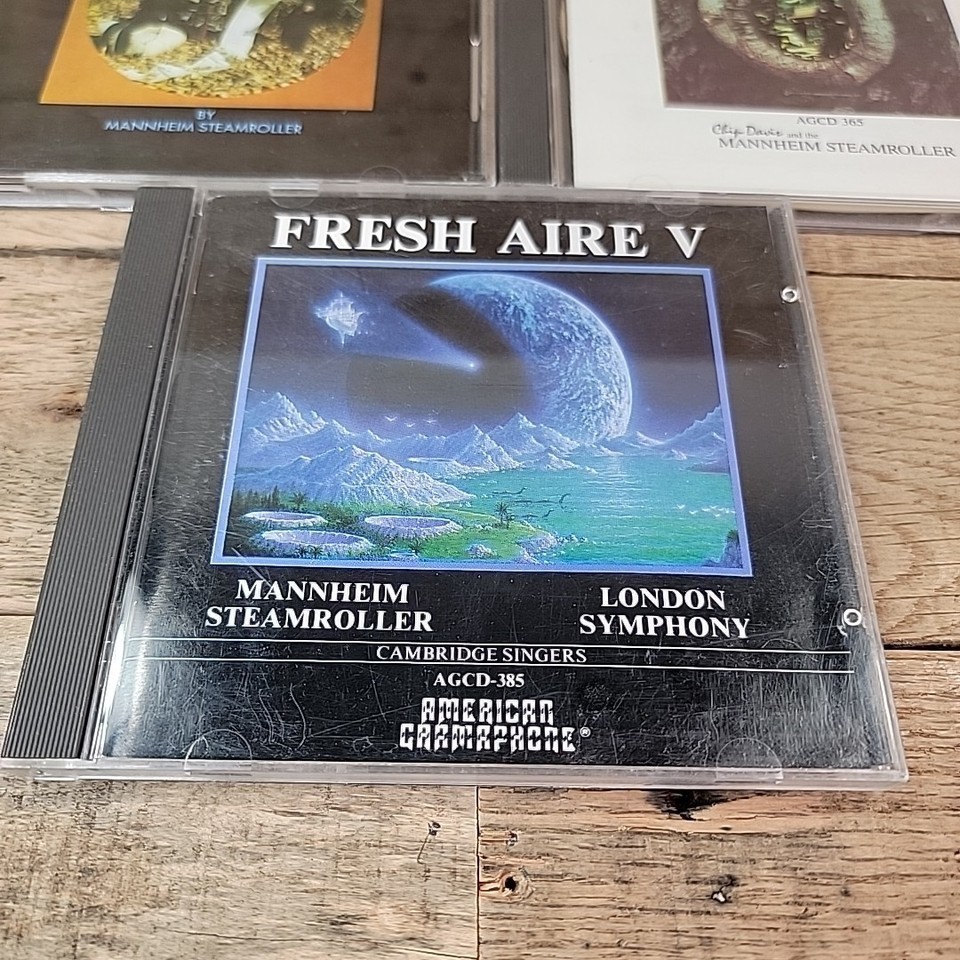 BY
MANNHEIM STEAMROLLER
AGCD 365
Chip Davis and the
MANNHEIM STEAMROLLER
FRESH AIRE V
MANNHEIM
STEAMROLLER
LONDON
SYMPHONY
CAMBRIDGE SINGERS
AGCD-385
AMERICAN
GRAMAPHONE®